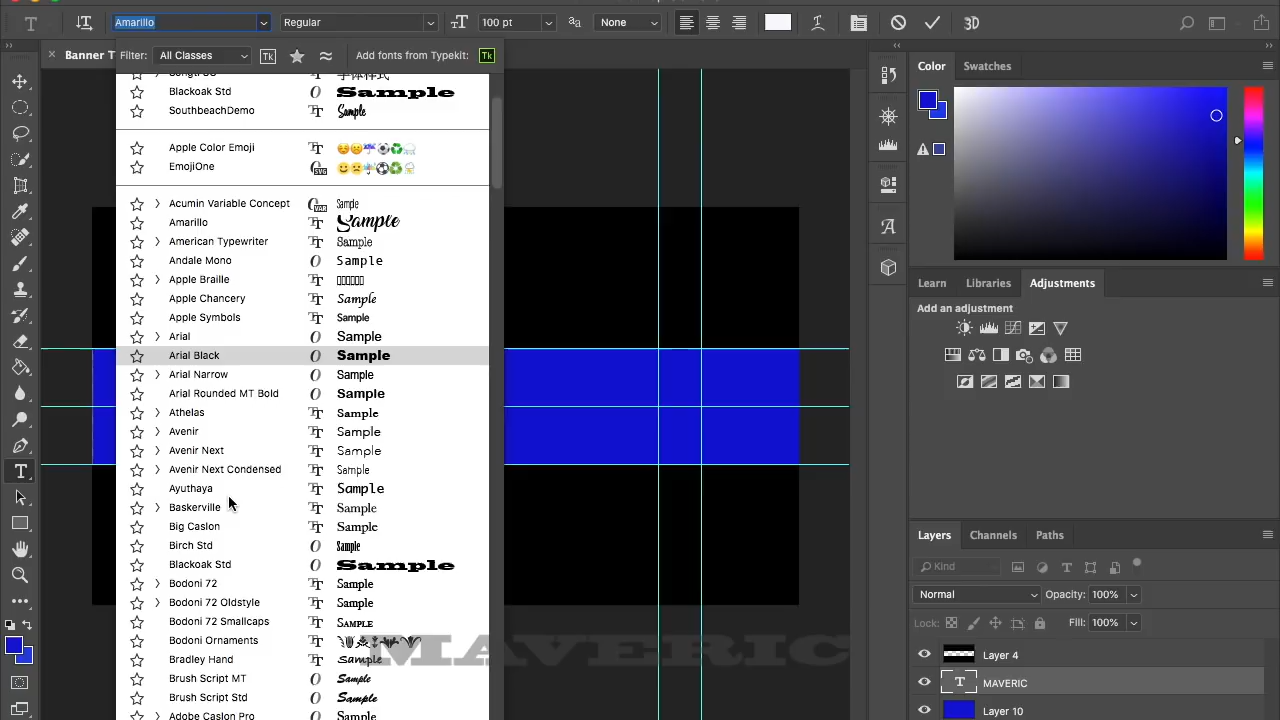 Amarillo Regular 100 pt None 3D
Banner T Filter: All Classes Add fonts from Typekit:
字体样式
Blackoak Std Sample
SouthbeachDemo Sample
Apple Color Emoji
EmojiOne
Acumin Variable Concept Sample
Amarillo Sample
American Typewriter Sample
Andale Mono Sample
Apple Braille
Apple Chancery Sample
Apple Symbols Sample
Arial Sample
Arial Black Sample
Arial Narrow Sample
Arial Rounded MT Bold Sample
Athelas Sample
Avenir Sample
Avenir Next Sample
Avenir Next Condensed Sample
Ayuthaya Sample
Baskerville Sample
Big Caslon Sample
Birch Std Sample
Blackoak Std Sample
Bodoni 72 Sample
Bodoni 72 Oldstyle Sample
Bodoni 72 Smallcaps Sample
Bodoni Ornaments
Bradley Hand Sample
Brush Script MT Sample
Brush Script Std Sample
Adobe Caslon Pro Sample
MAVERIC
Color Swatches
Learn Libraries Adjustments
Add an adjustment
Layers Channels Paths
Kind
Normal Opacity: 100%
Lock: Fill: 100%
Layer 4
MAVERIC
Layer 10